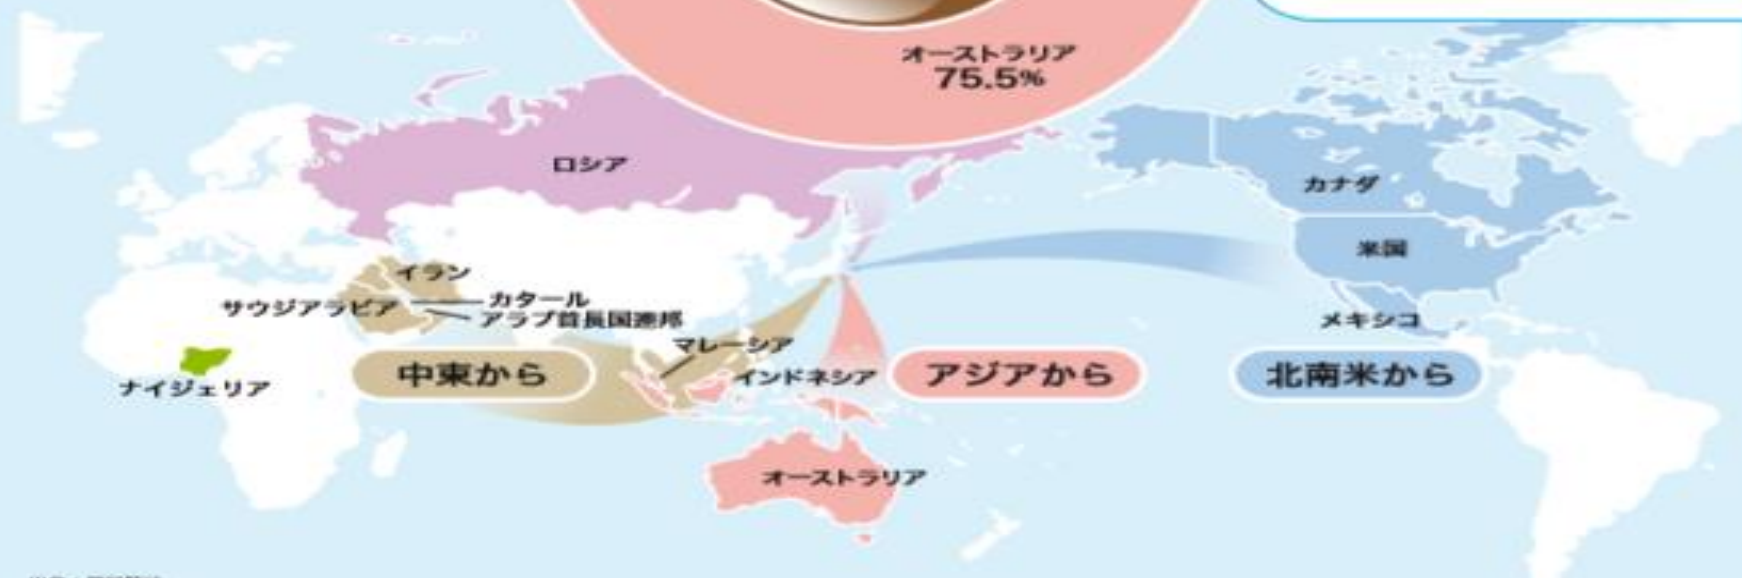 オーストラリア
75.5%
ロシア
カナダ
米国
イラン
カタール
サウジアラビア
アラブ首長国連邦
メキシコ
マレーシア
ナイジェリア
中東から
インドネシア
アジアから
北南米から
オーストラリア